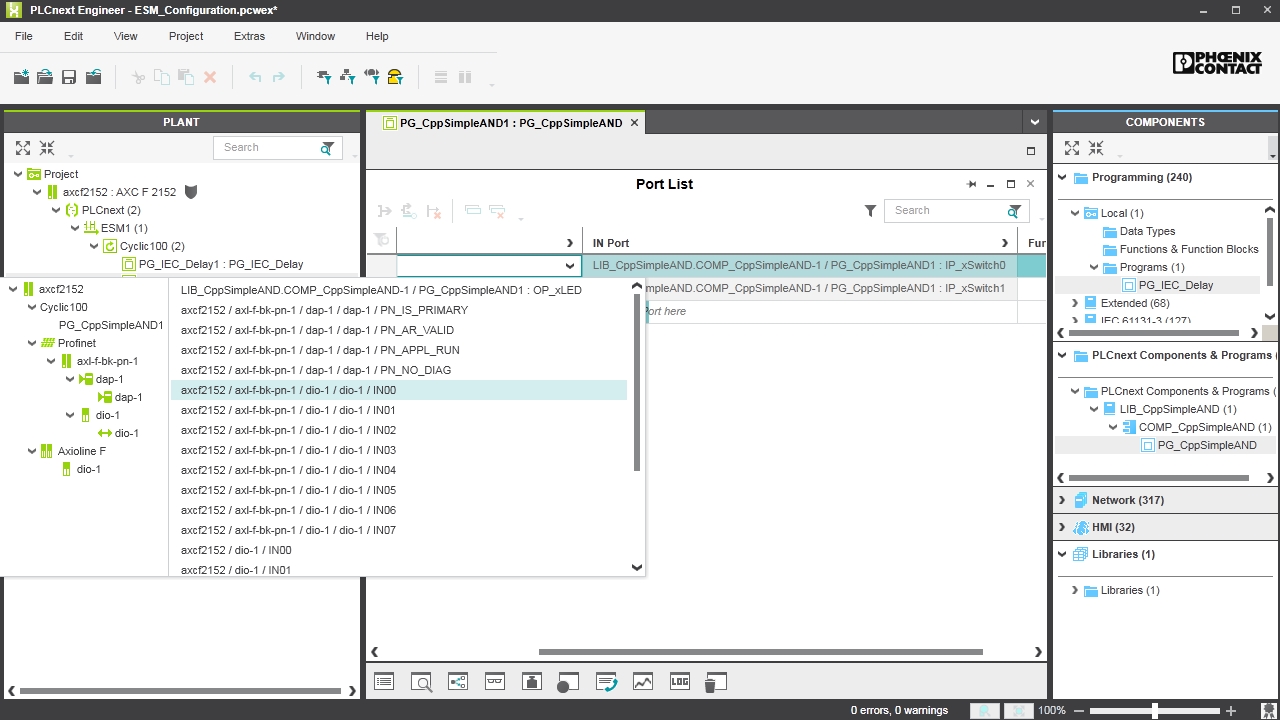 PLCnext Engineer - ESM_Configuration.pcwex*
File Edit View Project Extras Window Help
PHŒNIX
CONTACT
PLANT
Search
Project
axcf2152 : AXC F 2152
PLCnext (2)
ESM1 (1)
Cyclic100 (2)
PG_IEC_Delay1 : PG_IEC_Delay
axcf2152
Cyclic100
PG_CppSimpleAND1
Profinet
axl-f-bk-pn-1
dap-1
dap-1
dio-1
dio-1
Axioline F
dio-1
LIB_CppSimpleAND.COMP_CppSimpleAND-1 / PG_CppSimpleAND1 : OP_xLED
axcf2152 / axl-f-bk-pn-1 / dap-1 / dap-1 / PN_IS_PRIMARY
axcf2152 / axl-f-bk-pn-1 / dap-1 / dap-1 / PN_AR_VALID
axcf2152 / axl-f-bk-pn-1 / dap-1 / dap-1 / PN_APPL_RUN
axcf2152 / axl-f-bk-pn-1 / dap-1 / dap-1 / PN_NO_DIAG
axcf2152 / axl-f-bk-pn-1 / dio-1 / dio-1 / IN00
axcf2152 / axl-f-bk-pn-1 / dio-1 / dio-1 / IN01
axcf2152 / axl-f-bk-pn-1 / dio-1 / dio-1 / IN02
axcf2152 / axl-f-bk-pn-1 / dio-1 / dio-1 / IN03
axcf2152 / axl-f-bk-pn-1 / dio-1 / dio-1 / IN04
axcf2152 / axl-f-bk-pn-1 / dio-1 / dio-1 / IN05
axcf2152 / axl-f-bk-pn-1 / dio-1 / dio-1 / IN06
axcf2152 / axl-f-bk-pn-1 / dio-1 / dio-1 / IN07
axcf2152 / dio-1 / IN00
axcf2152 / dio-1 / IN01
PG_CppSimpleAND1 : PG_CppSimpleAND
Port List
Search
IN Port Fur
LIB_CppSimpleAND.COMP_CppSimpleAND-1 / PG_CppSimpleAND1 : IP_xSwitch0
mpleAND.COMP_CppSimpleAND-1 / PG_CppSimpleAND1 : IP_xSwitch1
ort here
LOG
COMPONENTS
Programming (240)
Local (1)
Data Types
Functions & Function Blocks
Programs (1)
PG_IEC_Delay
Extended (68)
IEC 61131-3 (127)
PLCnext Components & Programs (
PLCnext Components & Programs (
LIB_CppSimpleAND (1)
COMP_CppSimpleAND (1)
PG_CppSimpleAND
Network (317)
HMI (32)
Libraries (1)
Libraries (1)
0 errors, 0 warnings 100%